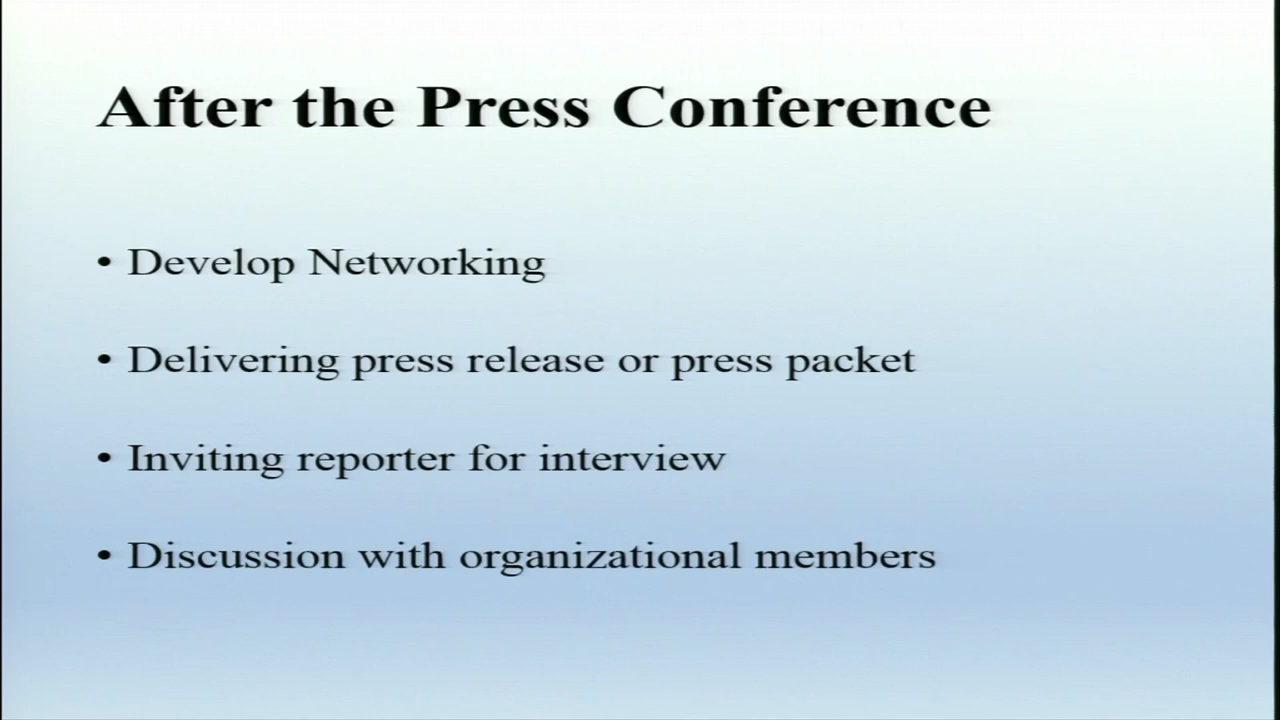 After the Press Conference
• Develop Networking
• Delivering press release or press packet
• Inviting reporter for interview
• Discussion with organizational members